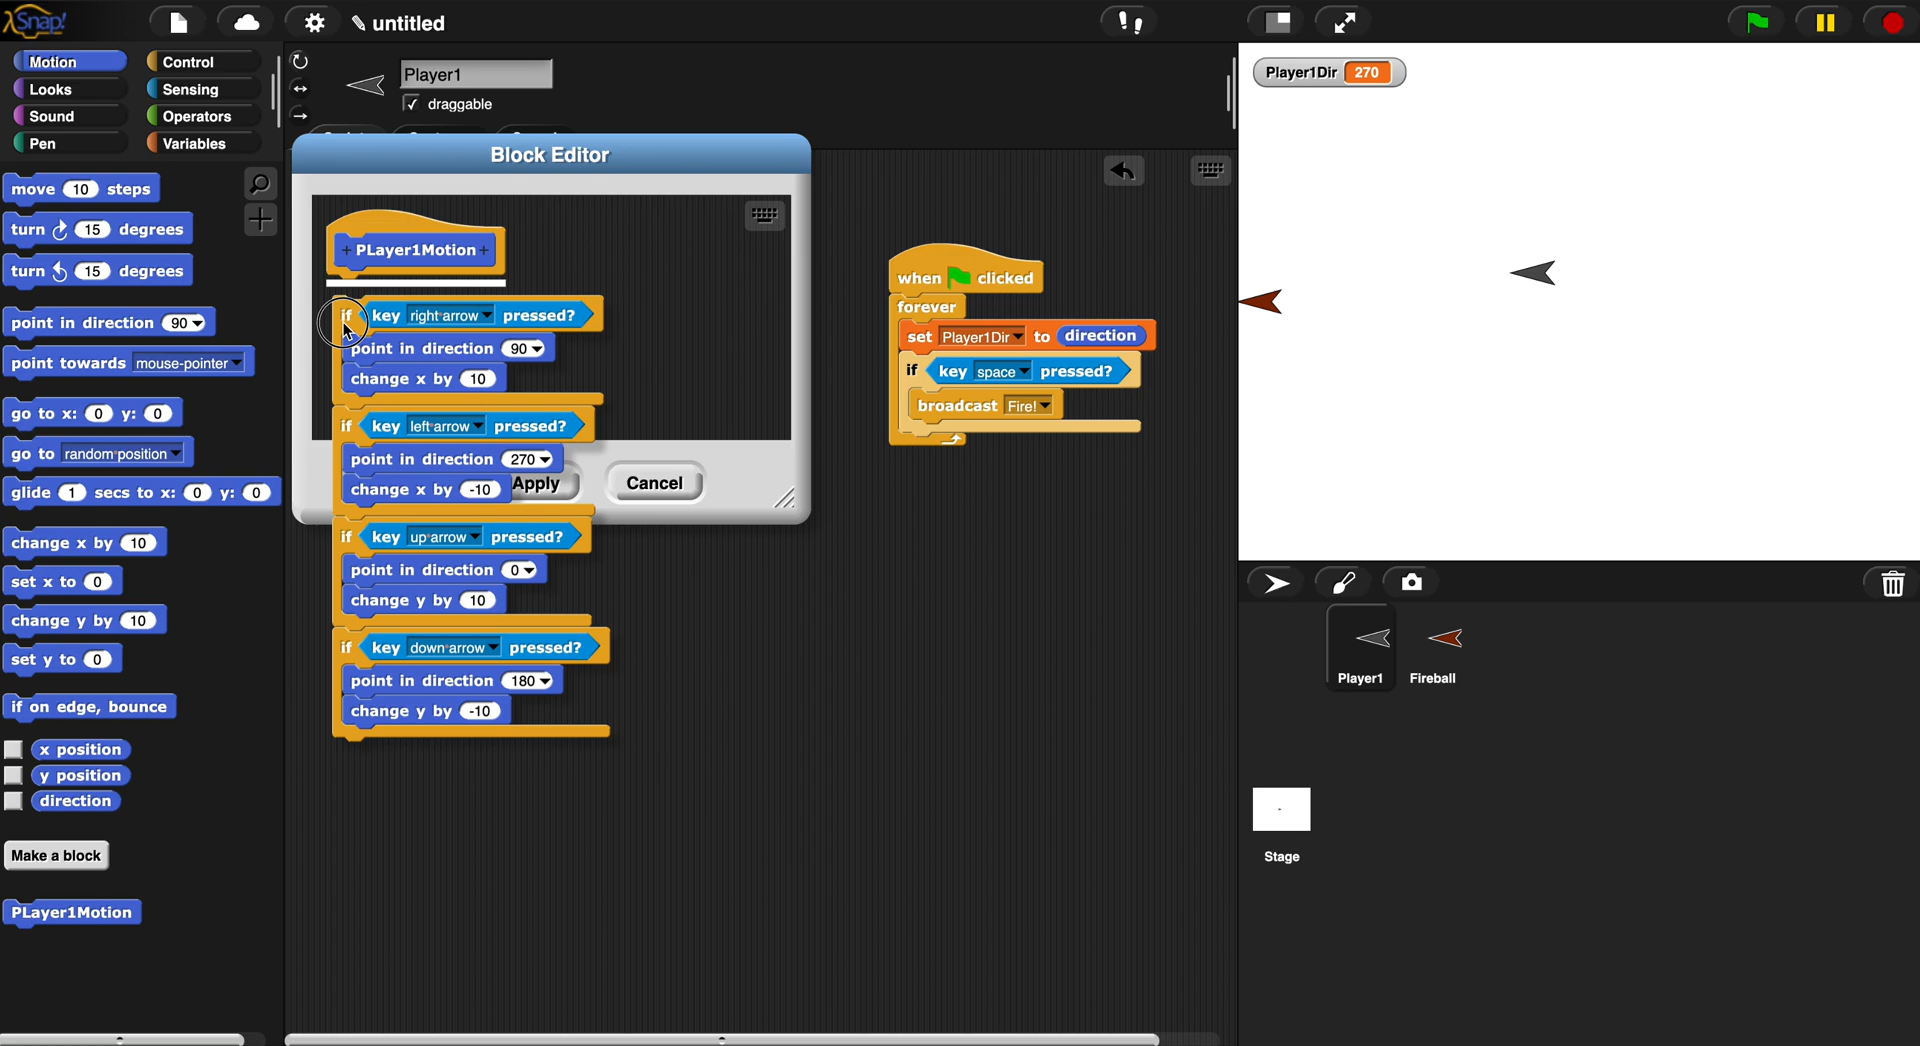 Snap!
untitled
Motion
Control
Looks
Sensing
Sound
Operators
Pen
Variables
move 10 steps
turn 15 degrees
turn 15 degrees
point in direction 90
point towards mouse-pointer
go to x: 0 y: 0
go to random position
glide 1 secs to x: 0 y: 0
change x by 10
set x to 0
change y by 10
set y to 0
if on edge, bounce
x position
y position
direction
Make a block
PLayer1Motion
Player1
draggable
Block Editor
+ PLayer1Motion +
if key right arrow pressed?
point in direction 90
change x by 10
if key left arrow pressed?
point in direction 270
change x by -10
if key up arrow pressed?
point in direction 0
change y by 10
if key down arrow pressed?
point in direction 180
change y by -10
Apply
Cancel
when clicked
forever
set Player1Dir to direction
if key space pressed?
broadcast Fire!
Player1Dir 270
Player1
Fireball
Stage